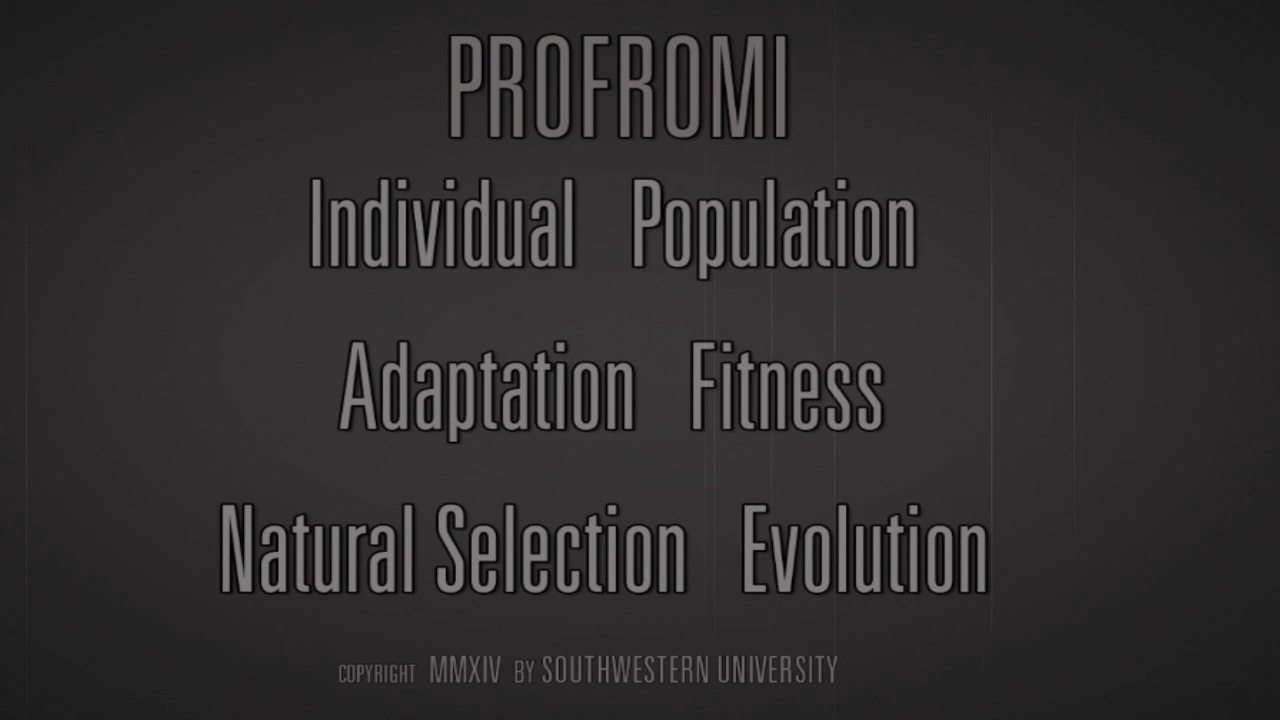 PROFROMI
Individual Population
Adaptation Fitness
Natural Selection Evolution
COPYRIGHT MMXIV BY SOUTHWESTERN UNIVERSITY